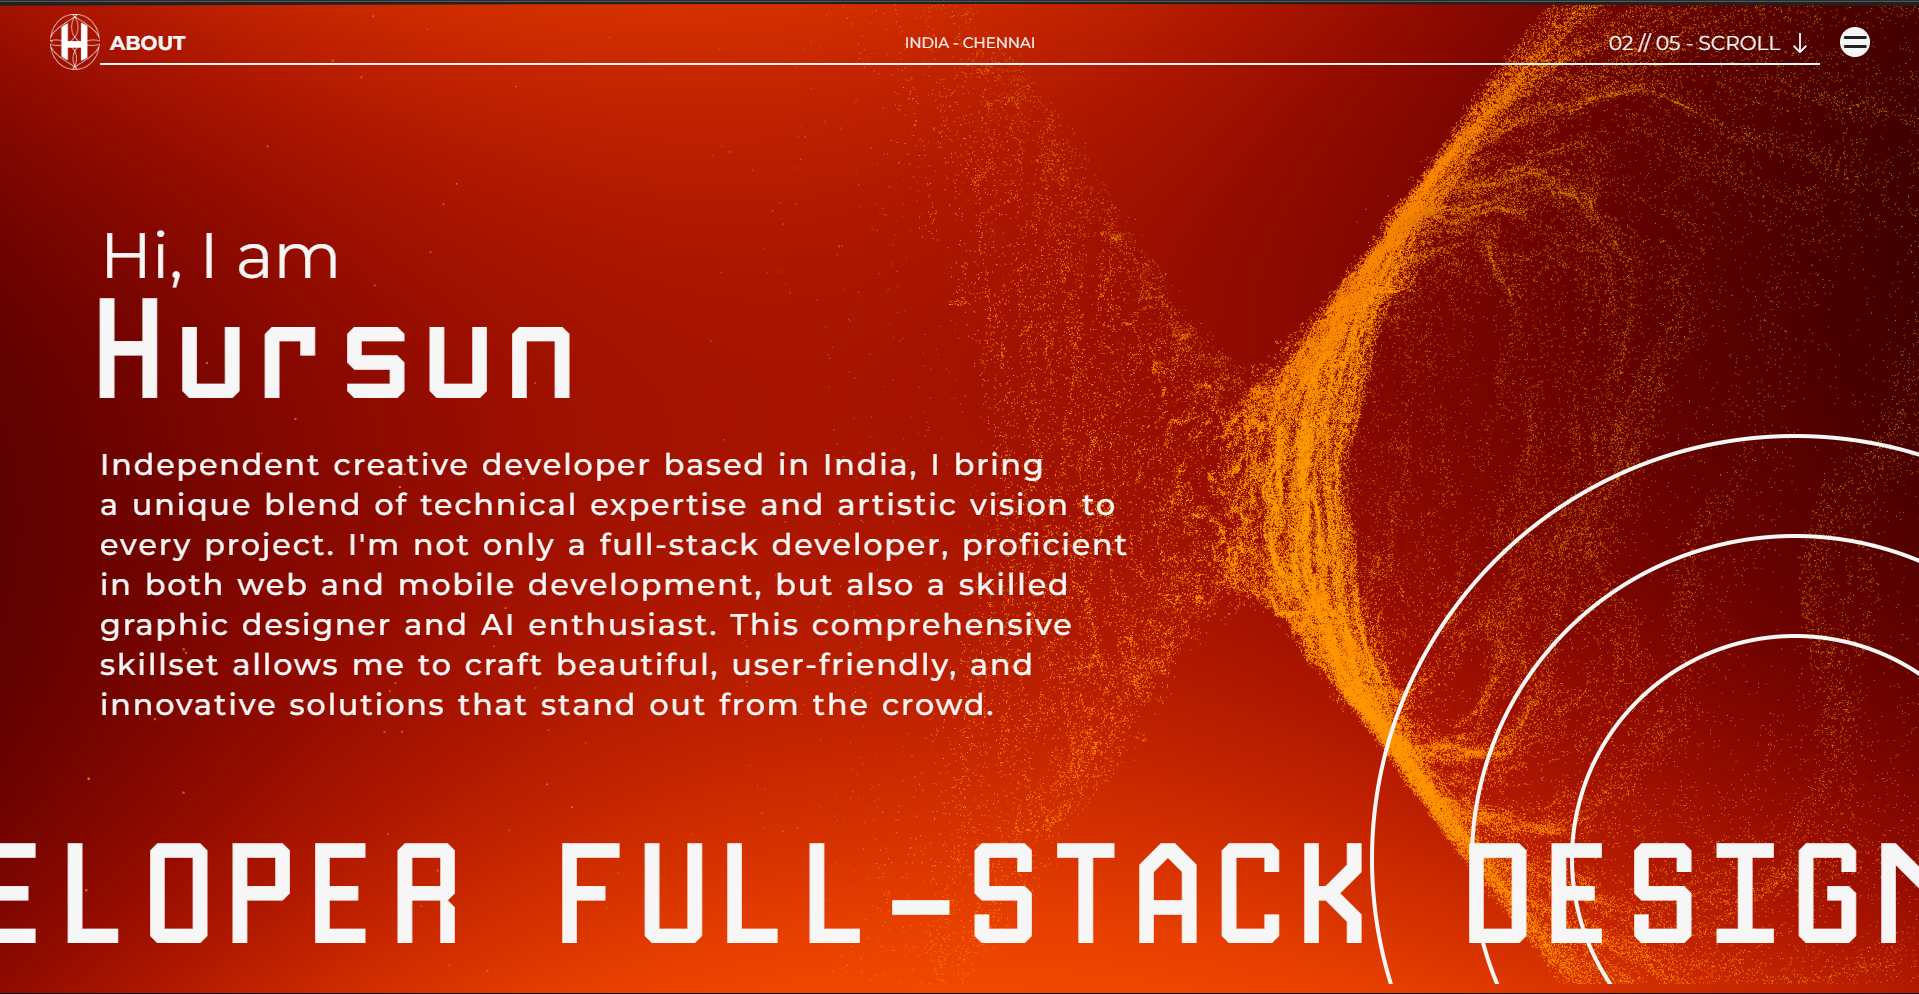 H ABOUT
INDIA - CHENNAI
02 // 05 - SCROLL
Hi, I am
Hursun
Independent creative developer based in India, I bring
a unique blend of technical expertise and artistic vision to
every project. I'm not only a full-stack developer, proficient
in both web and mobile development, but also a skilled
graphic designer and AI enthusiast. This comprehensive
skillset allows me to craft beautiful, user-friendly, and
innovative solutions that stand out from the crowd.
ELOPER FULL-STACK DESIGN